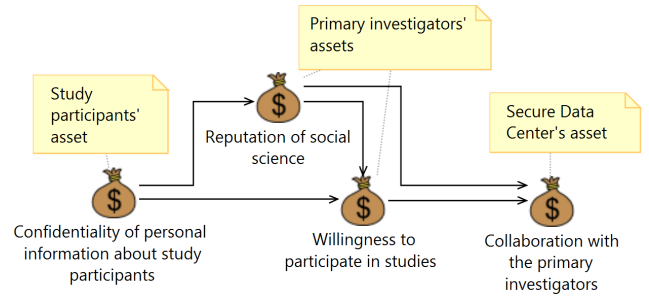 Primary investigators'
assets
Study
participants'
asset
Secure Data
Center's asset
$
Reputation of social
science
$
Confidentiality of personal
information about study
participants
$
Willingness to
participate in studies
$
Collaboration with
the primary
investigators